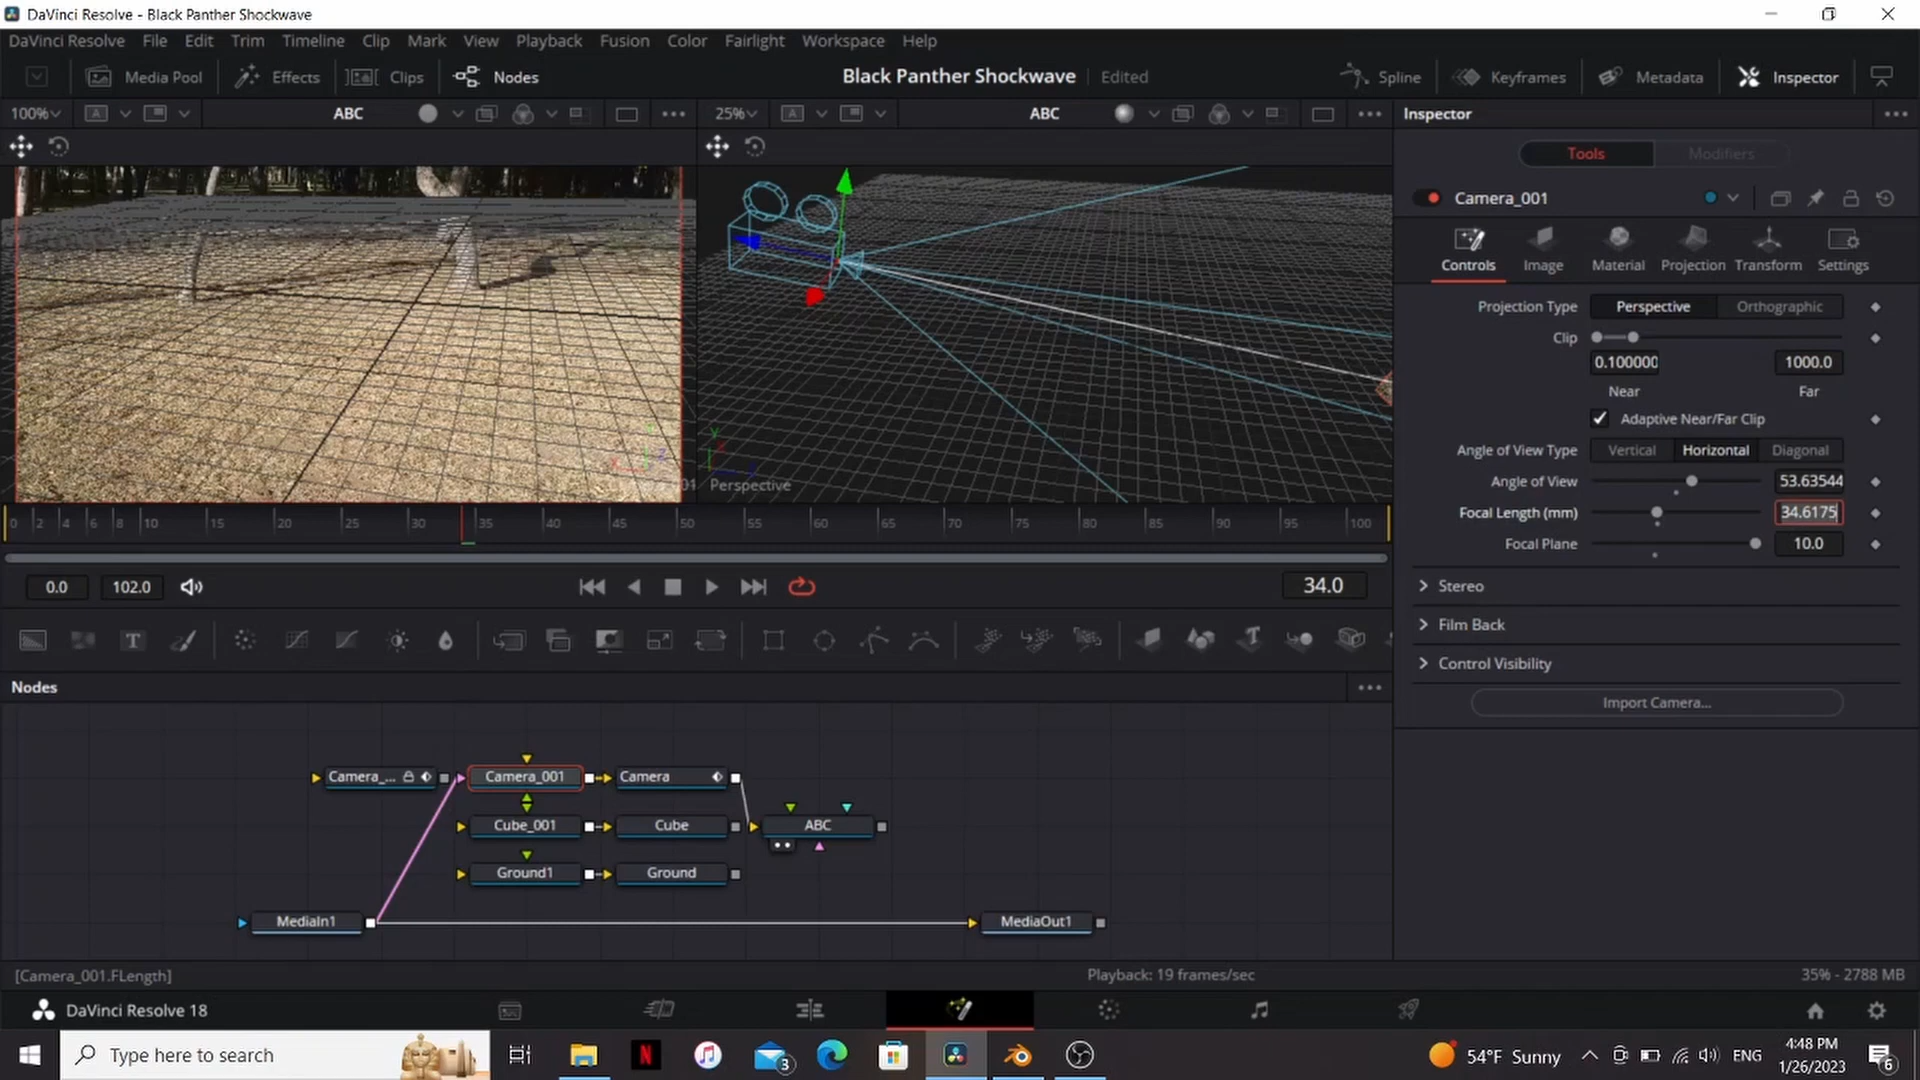 DaVinci Resolve - Black Panther Shockwave
DaVinci Resolve File Edit Trim Timeline Clip Mark View Playback Fusion Color Fairlight Workspace Help
Media Pool Effects Clips Nodes Black Panther Shockwave Edited Spline Keyframes Metadata Inspector
100% A ABC 25% A ABC Inspector
Tools Modifiers
Camera_001
Controls Image Material Projection Transform Settings
Projection Type Perspective Orthographic
Clip
0.100000 1000.0
Near Far
Adaptive Near/Far Clip
Angle of View Type Vertical Horizontal Diagonal
Angle of View 53.63544
Perspective
Focal Length (mm) 34.6175
0 2 4 6 8 10 15 20 25 30 35 40 45 50 55 60 65 70 75 80 85 90 95 100
Focal Plane 10.0
0.0 102.0 34.0
Stereo
Film Back
Control Visibility
Import Camera...
T T
Nodes
Camera_... Camera_001 Camera
Cube_001 Cube ABC
Ground1 Ground
MediaIn1 MediaOut1
[Camera_001.FLength] Playback: 19 frames/sec 35% - 2788 MB
DaVinci Resolve 18
Type here to search 3 54°F Sunny ENG 4:48 PM
1/26/2023 6